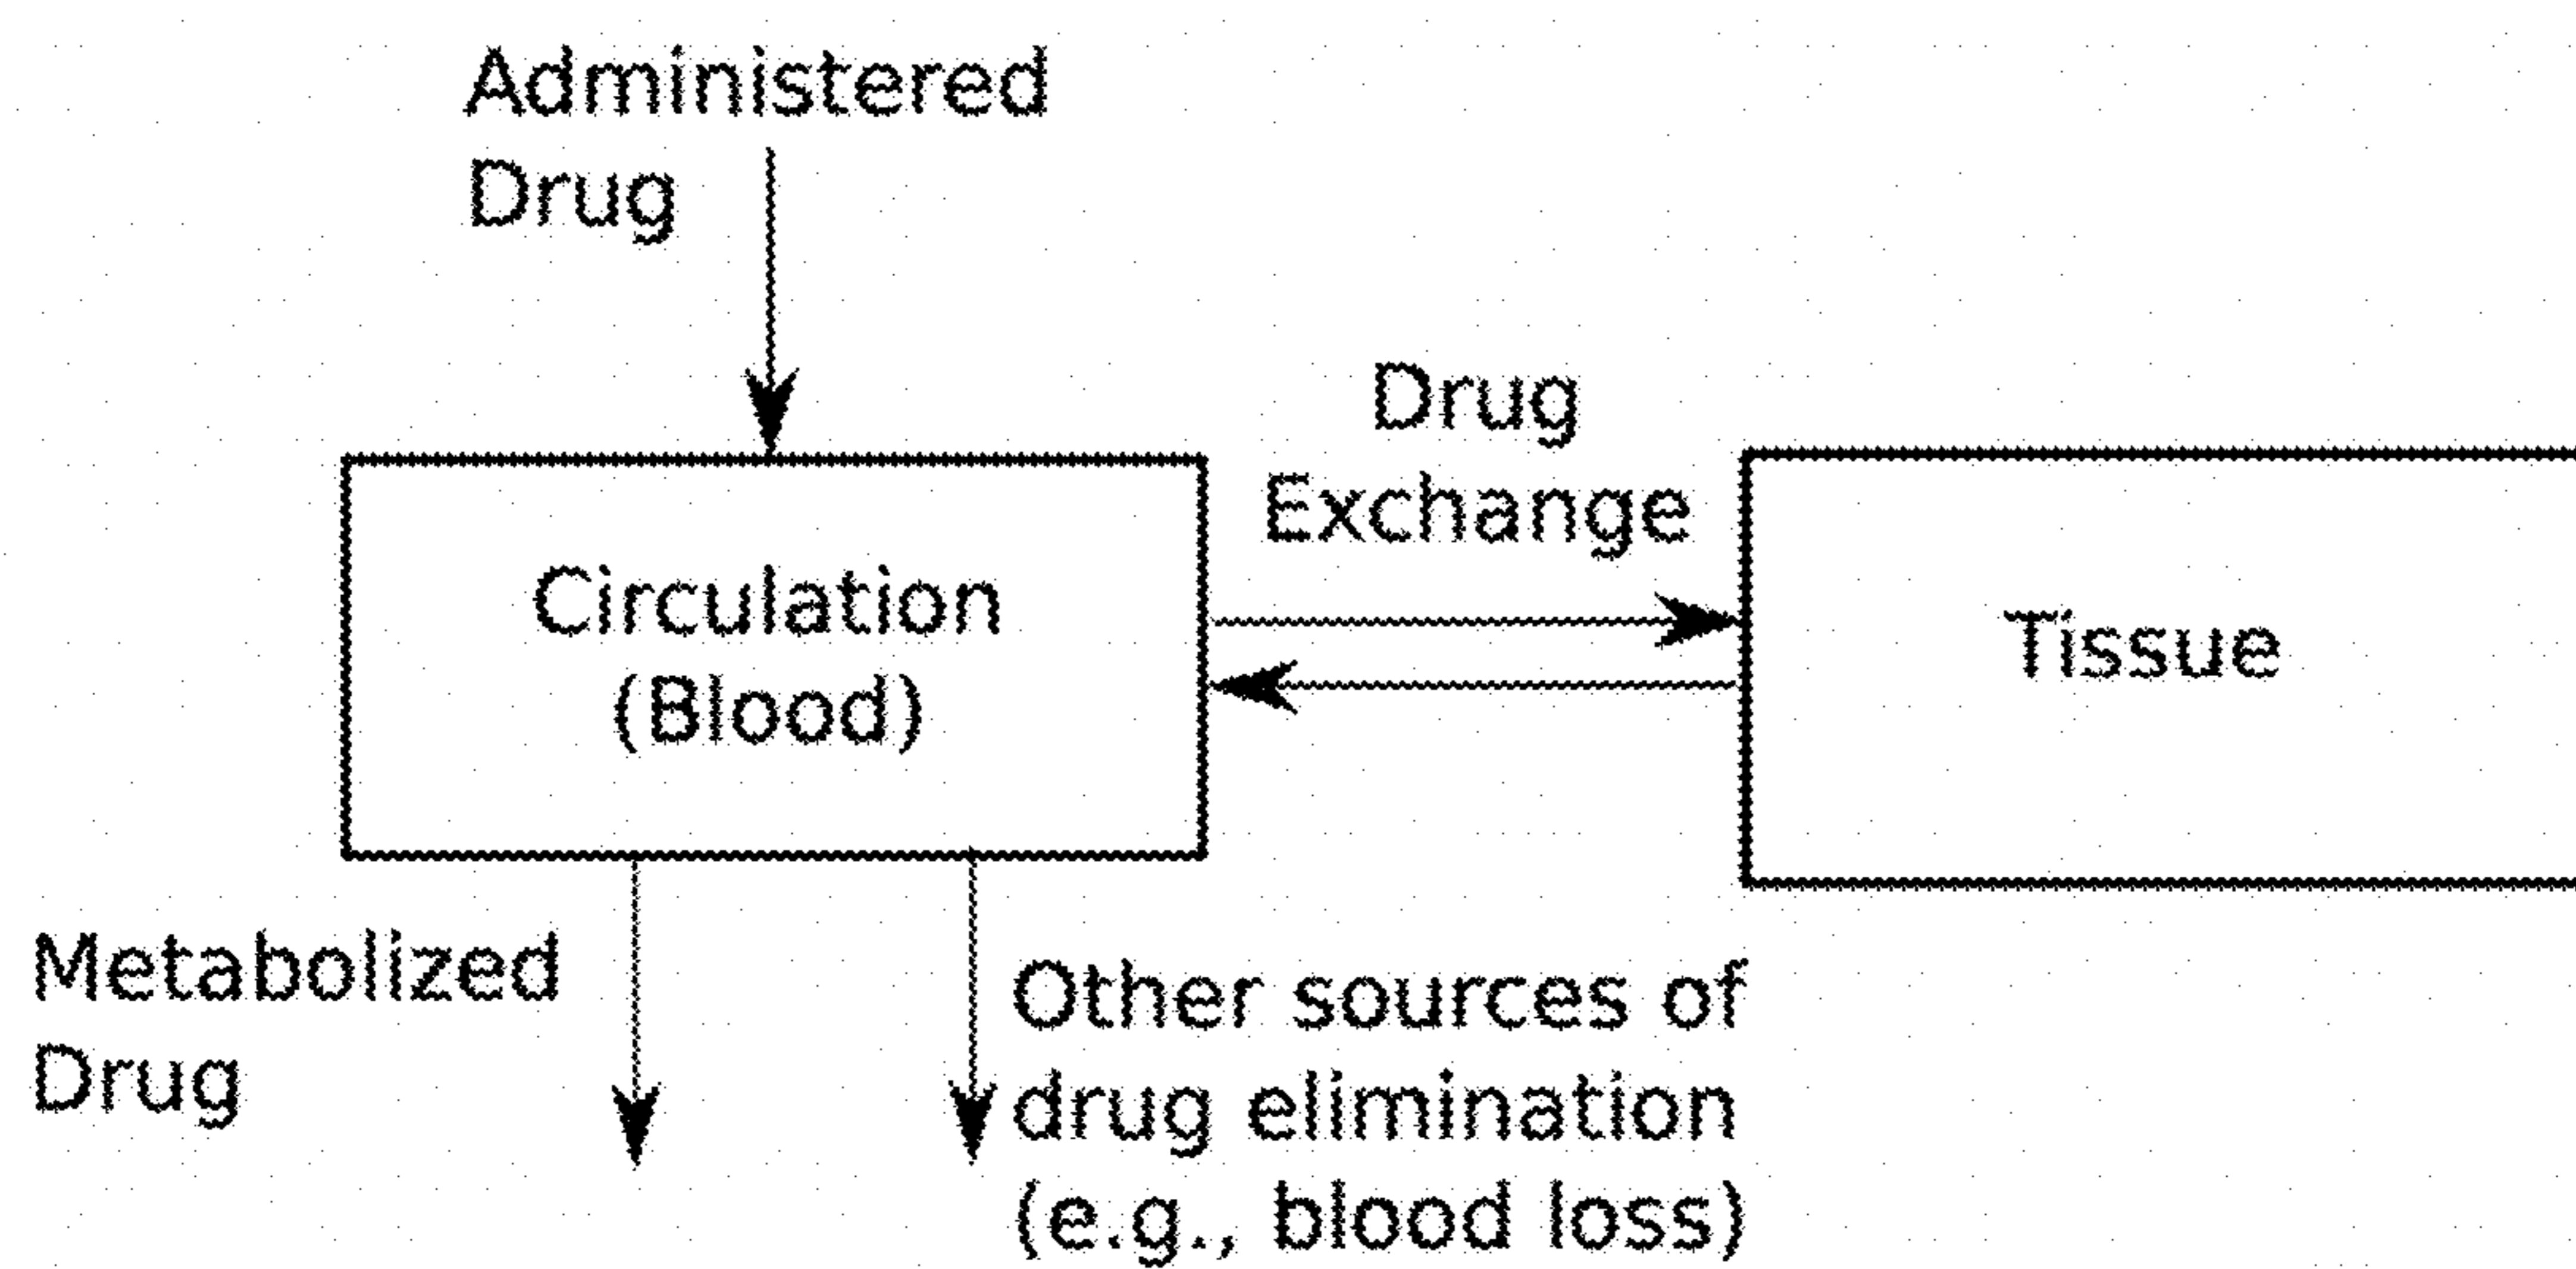 Administered
Drug
Drug
Exchange
Circulation
(Blood)
Tissue
Metabolized
Drug
Other sources of
drug elimination
(e.g., blood loss)